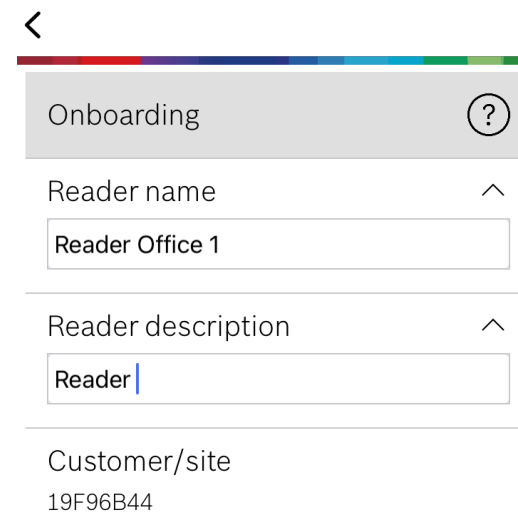 Onboarding
?
Reader name
Reader Office 1
Reader description
Reader
Customer/site
19F96B44